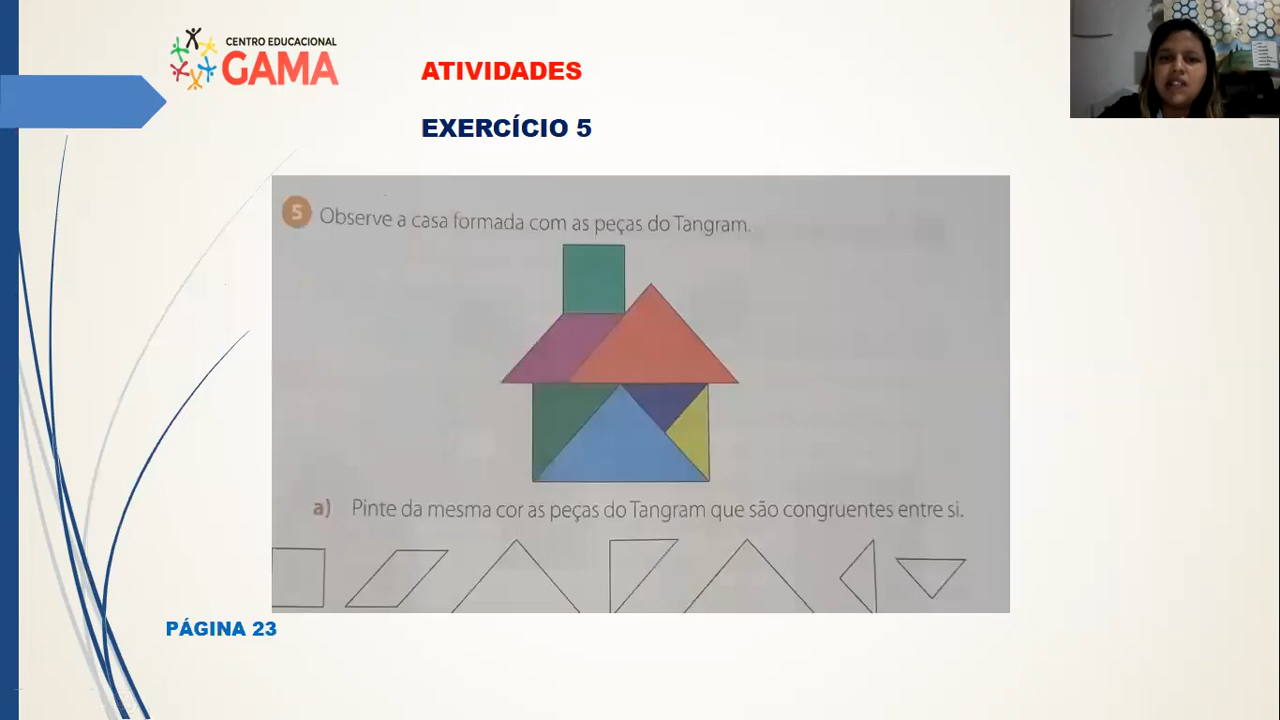 CENTRO EDUCACIONAL
GAMA
ATIVIDADES
EXERCÍCIO 5
5 Observe a casa formada com as peças do Tangram.
a) Pinte da mesma cor as peças do Tangram que são congruentes entre si.
PÁGINA 23